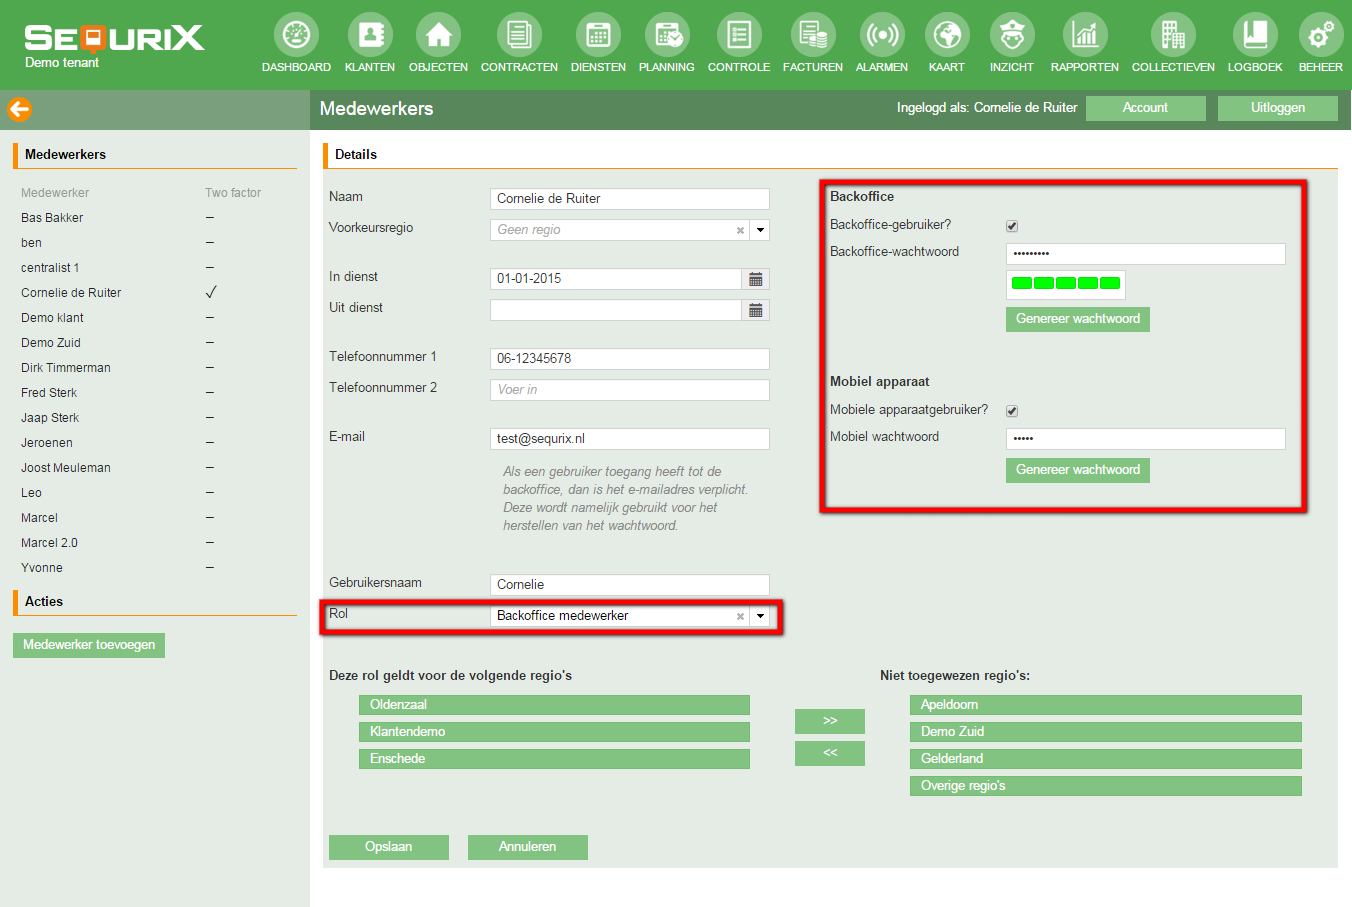 SEQURIX
Demo tenant
DASHBOARD KLANTEN OBJECTEN CONTRACTEN DIENSTEN PLANNING CONTROLE FACTUREN ALARMEN KAART INZICHT RAPPORTEN COLLECTIEVEN LOGBOEK BEHEER
Medewerkers
Ingelogd als: Cornelie de Ruiter
Account
Uitloggen
Medewerkers
Medewerker Two factor
Bas Bakker –
ben –
centralist 1 –
Cornelie de Ruiter ✓
Demo klant –
Demo Zuid –
Dirk Timmerman –
Fred Sterk –
Jaap Sterk –
Jeroenen –
Joost Meuleman –
Leo –
Marcel –
Marcel 2.0 –
Yvonne –
Acties
Medewerker toevoegen
Details
Naam Cornelie de Ruiter
Voorkeursregio Geen regio
In dienst 01-01-2015
Uit dienst
Telefoonnummer 1 06-12345678
Telefoonnummer 2 Voer in
E-mail test@sequrix.nl
Als een gebruiker toegang heeft tot de
backoffice, dan is het e-mailadres verplicht.
Deze wordt namelijk gebruikt voor het
herstellen van het wachtwoord.
Gebruikersnaam Cornelie
Rol Backoffice medewerker
Backoffice
Backoffice-gebruiker?
Backoffice-wachtwoord •••••••••
Genereer wachtwoord
Mobiel apparaat
Mobiele apparaatgebruiker?
Mobiel wachtwoord •••••
Genereer wachtwoord
Deze rol geldt voor de volgende regio's
Oldenzaal
Klantendemo
Enschede
>>
<<
Niet toegewezen regio's:
Apeldoorn
Demo Zuid
Gelderland
Overige regio's
Opslaan
Annuleren